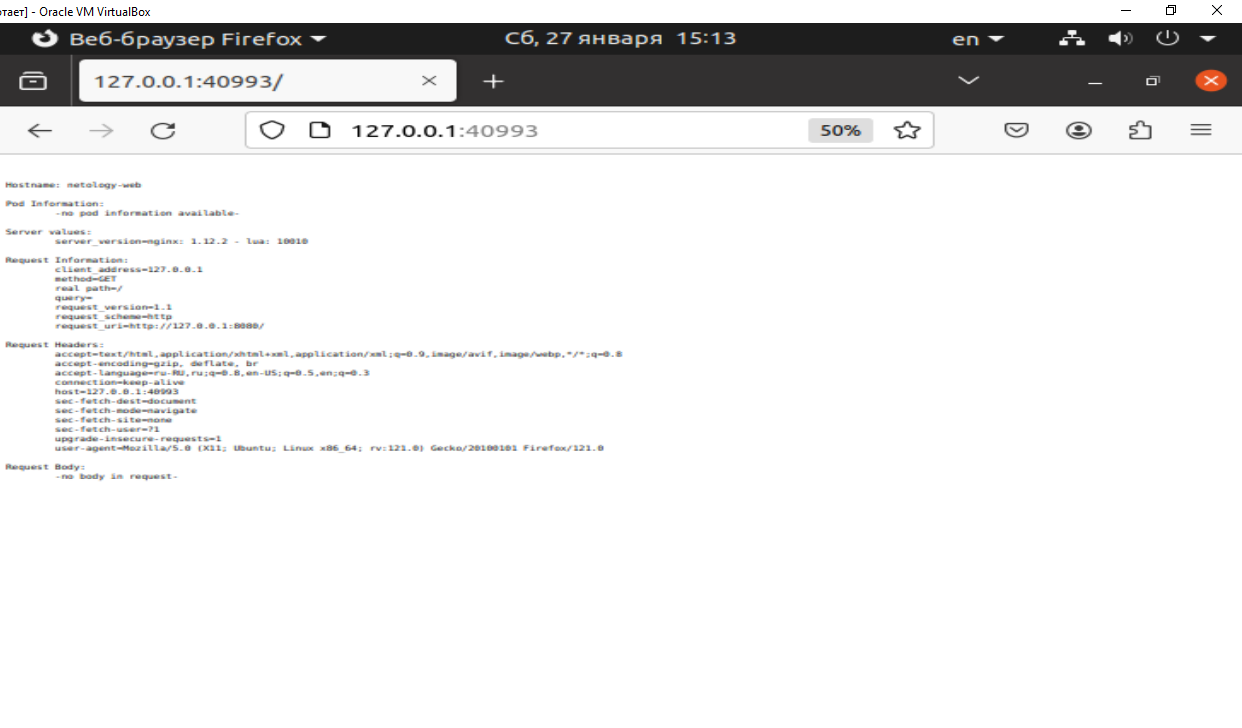 отает] - Oracle VM VirtualBox
Веб-браузер Firefox
Сб, 27 января 15:13
en
127.0.0.1:40993/
127.0.0.1:40993
50%
Hostname: netology-web
Pod Information:
-no pod information available-
Server values:
server_version=nginx: 1.12.2 - lua: 10010
Request Information:
client_address=127.0.0.1
method=GET
real path=/
query=
request_version=1.1
request_scheme=http
request_uri=http://127.0.0.1:8080/
Request Headers:
accept=text/html,application/xhtml+xml,application/xml;q=0.9,image/avif,image/webp,*/*;q=0.8
accept-encoding=gzip, deflate, br
accept-language=ru-RU,ru;q=0.8,en-US;q=0.5,en;q=0.3
connection=keep-alive
host=127.0.0.1:40993
sec-fetch-dest=document
sec-fetch-mode=navigate
sec-fetch-site=none
sec-fetch-user=?1
upgrade-insecure-requests=1
user-agent=Mozilla/5.0 (X11; Ubuntu; Linux x86_64; rv:121.0) Gecko/20100101 Firefox/121.0
Request Body:
-no body in request-